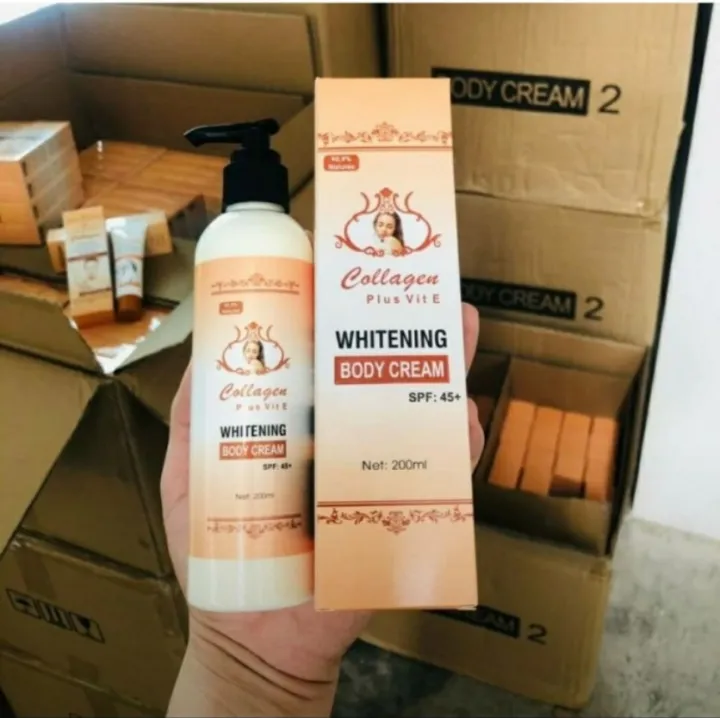 BODY CREAM 2
Collagen
Plus Vit E
WHITENING
BODY CREAM
SPF: 45+
Net: 200ml
Collagen
Plus Vit E
WHITENING
BODY CREAM
SPF: 45+
Net: 200ml
BODY CREAM 2
2